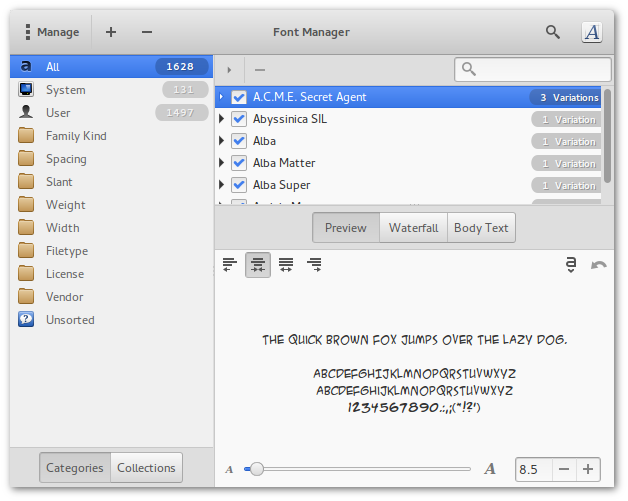 Manage
Font Manager
All 1628
System 131
User 1497
Family Kind
Spacing
Slant
Weight
Width
Filetype
License
Vendor
Unsorted
Categories Collections
A.C.M.E. Secret Agent 3 Variations
Abyssinica SIL 1 Variation
Alba 1 Variation
Alba Matter 1 Variation
Alba Super 1 Variation
Preview Waterfall Body Text
THE QUICK BROWN FOX JUMPS OVER THE LAZY DOG.
ABCDEFGHIJKLMNOPQRSTUVWXYZ
ABCDEFGHIJKLMNOPQRSTUVWXYZ
1234567890.:,;("!?')
A A 8.5